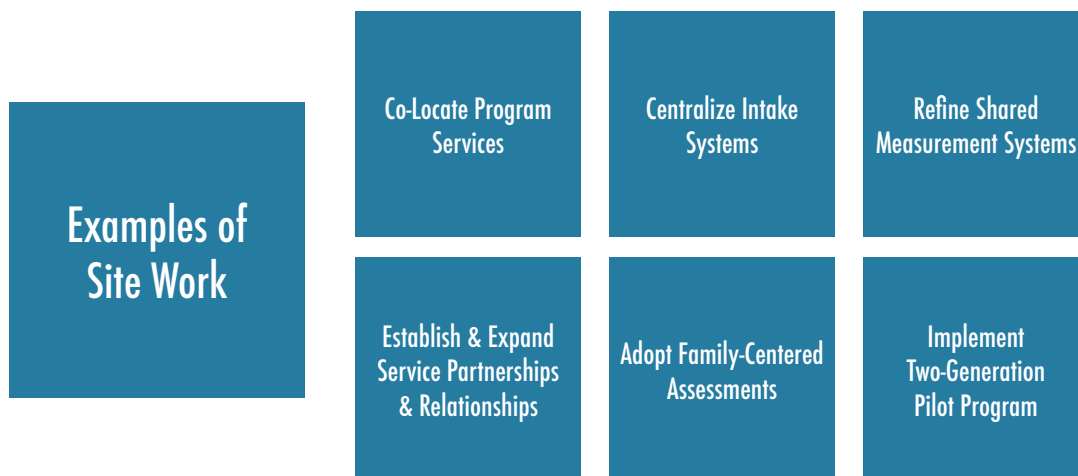 Examples of
Site Work
Co-Locate Program
Services
Centralize Intake
Systems
Refine Shared
Measurement Systems
Establish & Expand
Service Partnerships
& Relationships
Adopt Family-Centered
Assessments
Implement
Two-Generation
Pilot Program